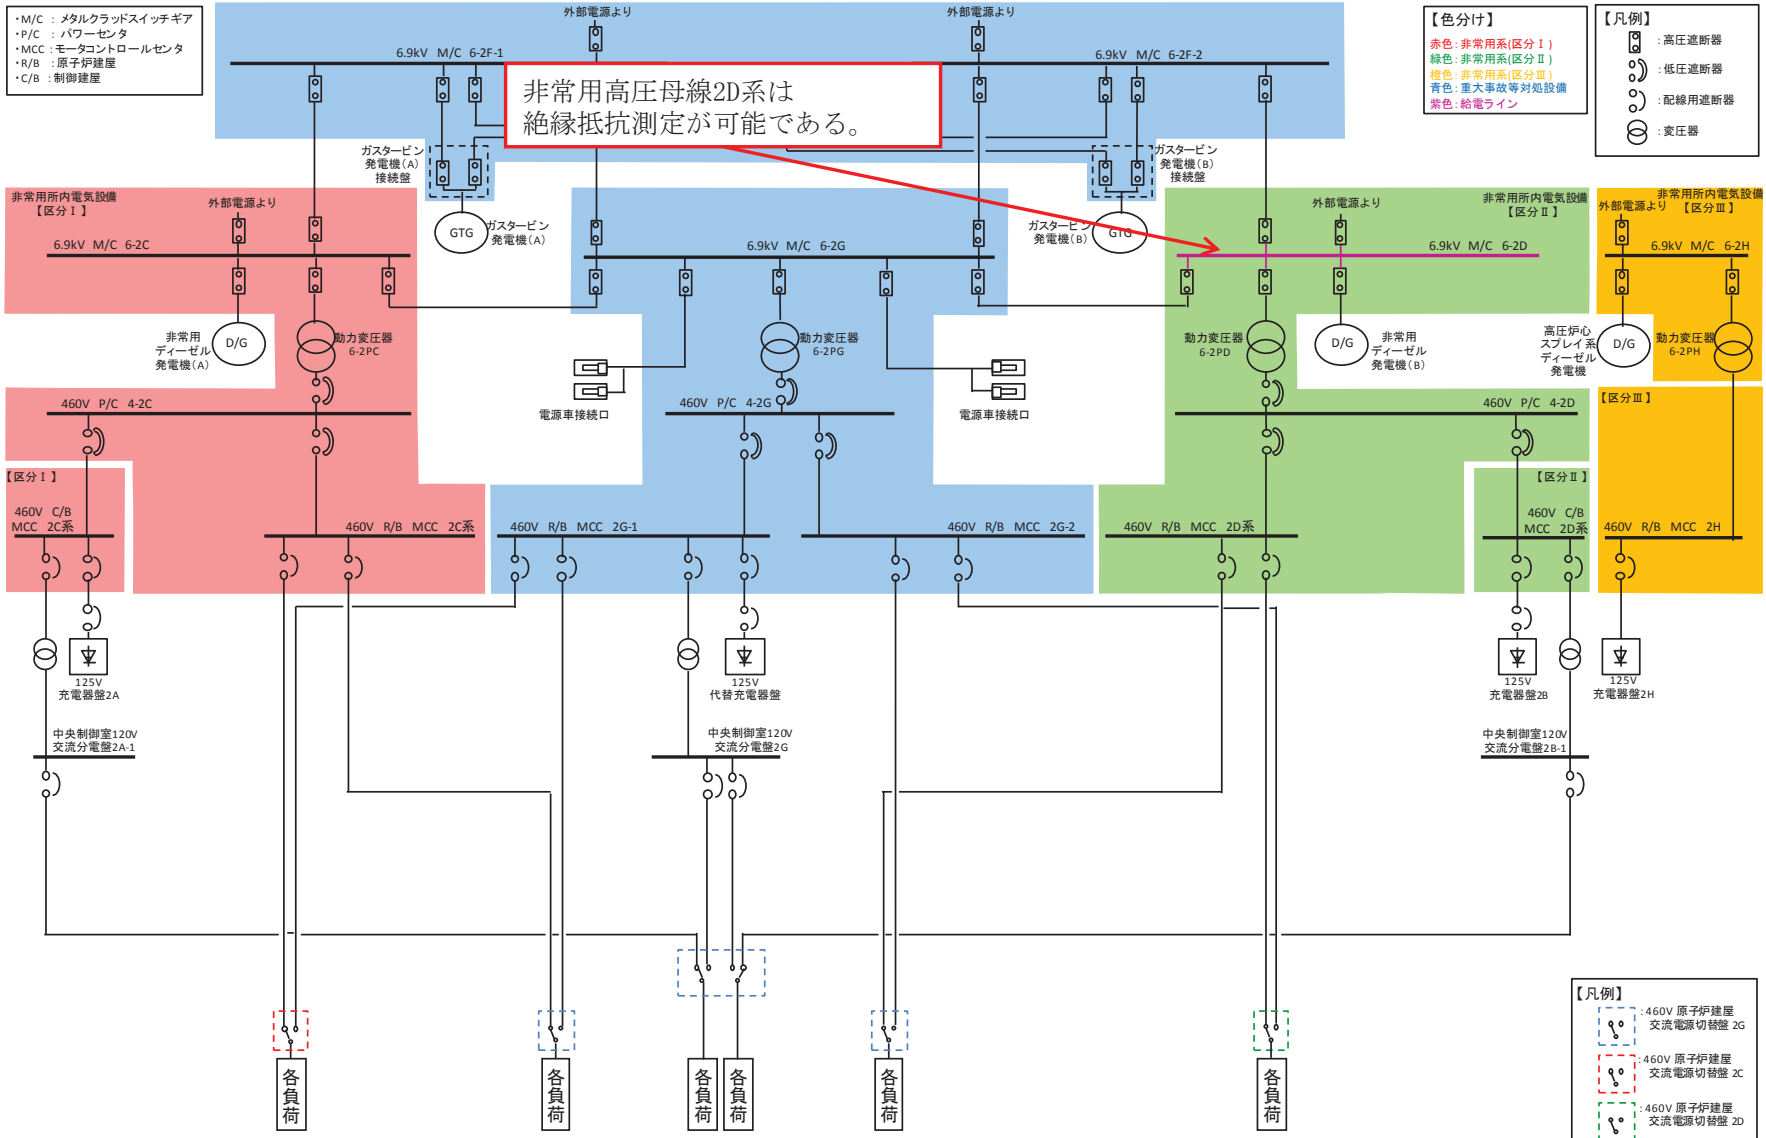 ・M/C : メタルクラッドスイッチギア
・P/C : パワーセンタ
・MCC : モータコントロールセンタ
・R/B : 原子炉建屋
・C/B : 制御建屋
外部電源より
外部電源より
6.9kV M/C 6-2F-1
6.9kV M/C 6-2F-2
非常用高圧母線2D系は
絶縁抵抗測定が可能である。
【色分け】
赤色：非常用系(区分Ⅰ)
緑色：非常用系(区分Ⅱ)
橙色：非常用系(区分Ⅲ)
青色：重大事故等対処設備
紫色：給電ライン
【凡例】
：高圧遮断器
：低圧遮断器
：配線用遮断器
：変圧器
ガスタービン
発電機(A)
接続盤
ガスタービン
発電機(B)
接続盤
GTG
ガスタービン
発電機(A)
ガスタービン
発電機(B)
GTG
非常用所内電気設備
【区分Ⅰ】
外部電源より
6.9kV M/C 6-2C
6.9kV M/C 6-2G
非常用所内電気設備
【区分Ⅱ】
外部電源より
6.9kV M/C 6-2D
非常用所内電気設備
【区分Ⅲ】
外部電源より
6.9kV M/C 6-2H
非常用
ディーゼル
発電機(A)
D/G
動力変圧器
6-2PC
動力変圧器
6-2PG
動力変圧器
6-2PD
D/G
非常用
ディーゼル
発電機(B)
高圧炉心
スプレイ系
ディーゼル
発電機
D/G
動力変圧器
6-2PH
電源車接続口
電源車接続口
460V P/C 4-2C
460V P/C 4-2G
460V P/C 4-2D
【区分Ⅲ】
【区分Ⅰ】
【区分Ⅱ】
460V C/B
MCC 2C系
460V R/B MCC 2C系
460V R/B MCC 2G-1
460V R/B MCC 2G-2
460V R/B MCC 2D系
460V C/B
MCC 2D系
460V R/B MCC 2H
125V
充電器盤2A
125V
代替充電器盤
125V
充電器盤2B
125V
充電器盤2H
中央制御室120V
交流分電盤2A-1
中央制御室120V
交流分電盤2G
中央制御室120V
交流分電盤2B-1
各負荷
各負荷
各負荷
各負荷
各負荷
各負荷
【凡例】
：460V 原子炉建屋
交流電源切替盤 2G
：460V 原子炉建屋
交流電源切替盤 2C
：460V 原子炉建屋
交流電源切替盤 2D